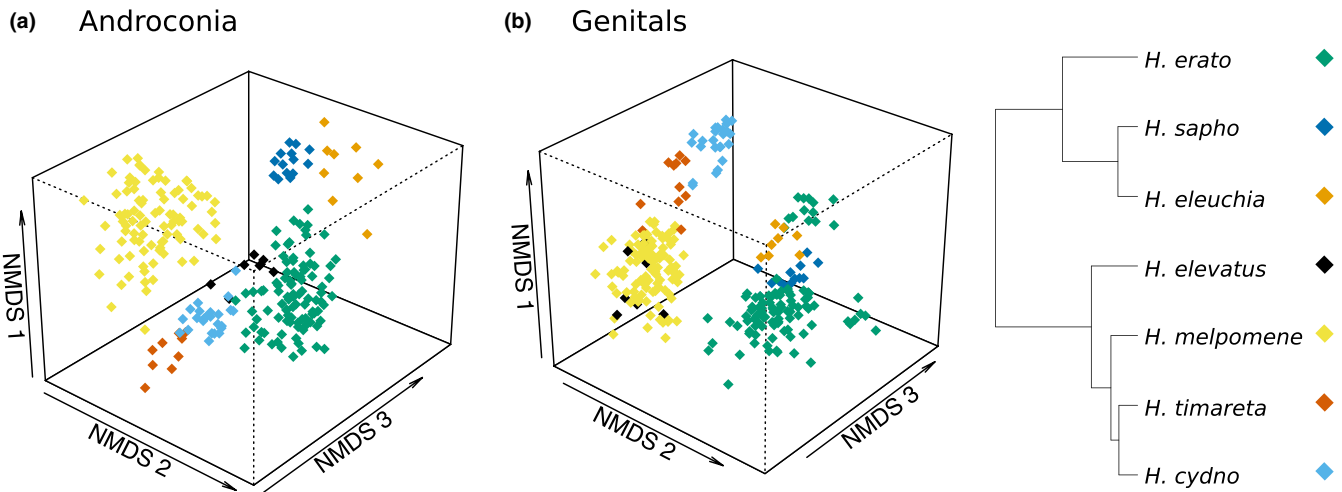 (a) Androconia
NMDS 1
NMDS 2
NMDS 3
(b) Genitals
NMDS 1
NMDS 2
NMDS 3
H. erato
H. sapho
H. eleuchia
H. elevatus
H. melpomene
H. timareta
H. cydno